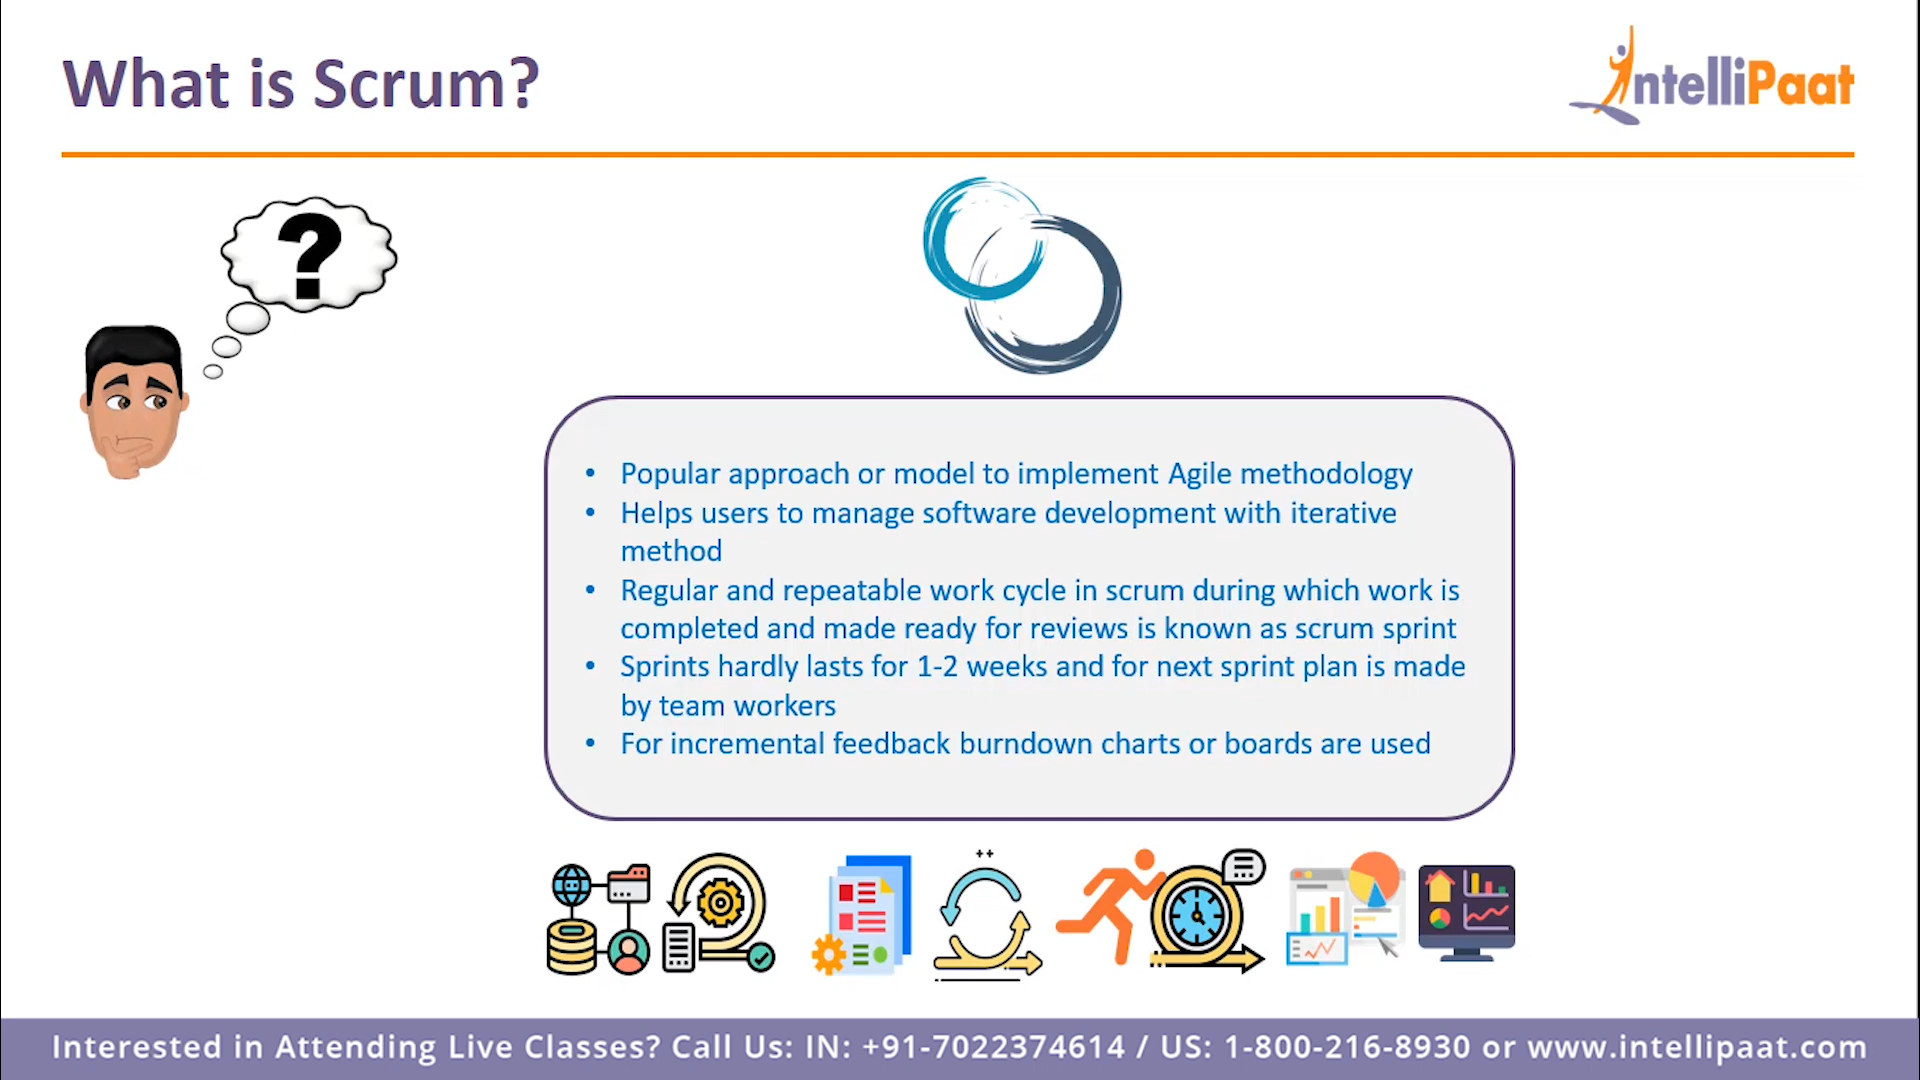 What is Scrum?
IntelliPaat
?
• Popular approach or model to implement Agile methodology
• Helps users to manage software development with iterative
method
• Regular and repeatable work cycle in scrum during which work is
completed and made ready for reviews is known as scrum sprint
• Sprints hardly lasts for 1-2 weeks and for next sprint plan is made
by team workers
• For incremental feedback burndown charts or boards are used
++
Interested in Attending Live Classes? Call Us: IN: +91-7022374614 / US: 1-800-216-8930 or www.intellipaat.com